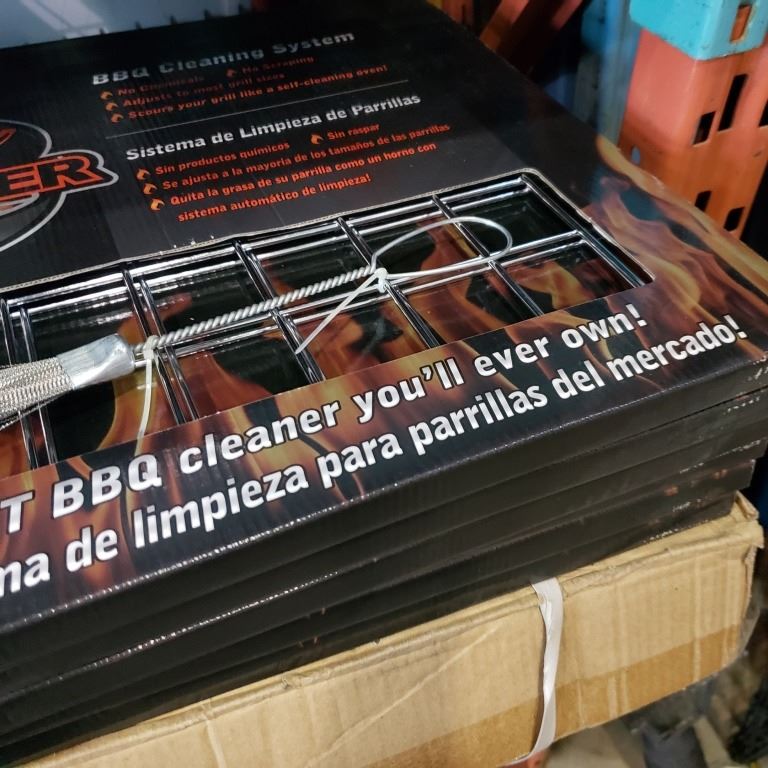 BBQ Cleaning System
No Chemicals No Scraping
Adjusts to most grill sizes
Scours your grill like a self-cleaning oven!
Sistema de Limpieza de Parrillas
Sin productos químicos Sin raspar
Se ajusta a la mayoría de los tamaños de las parrillas
Quita la grasa de su parrilla como un horno con
sistema automático de limpieza!
ER
T BBQ cleaner you'll ever own!
ma de limpieza para parrillas del mercado!